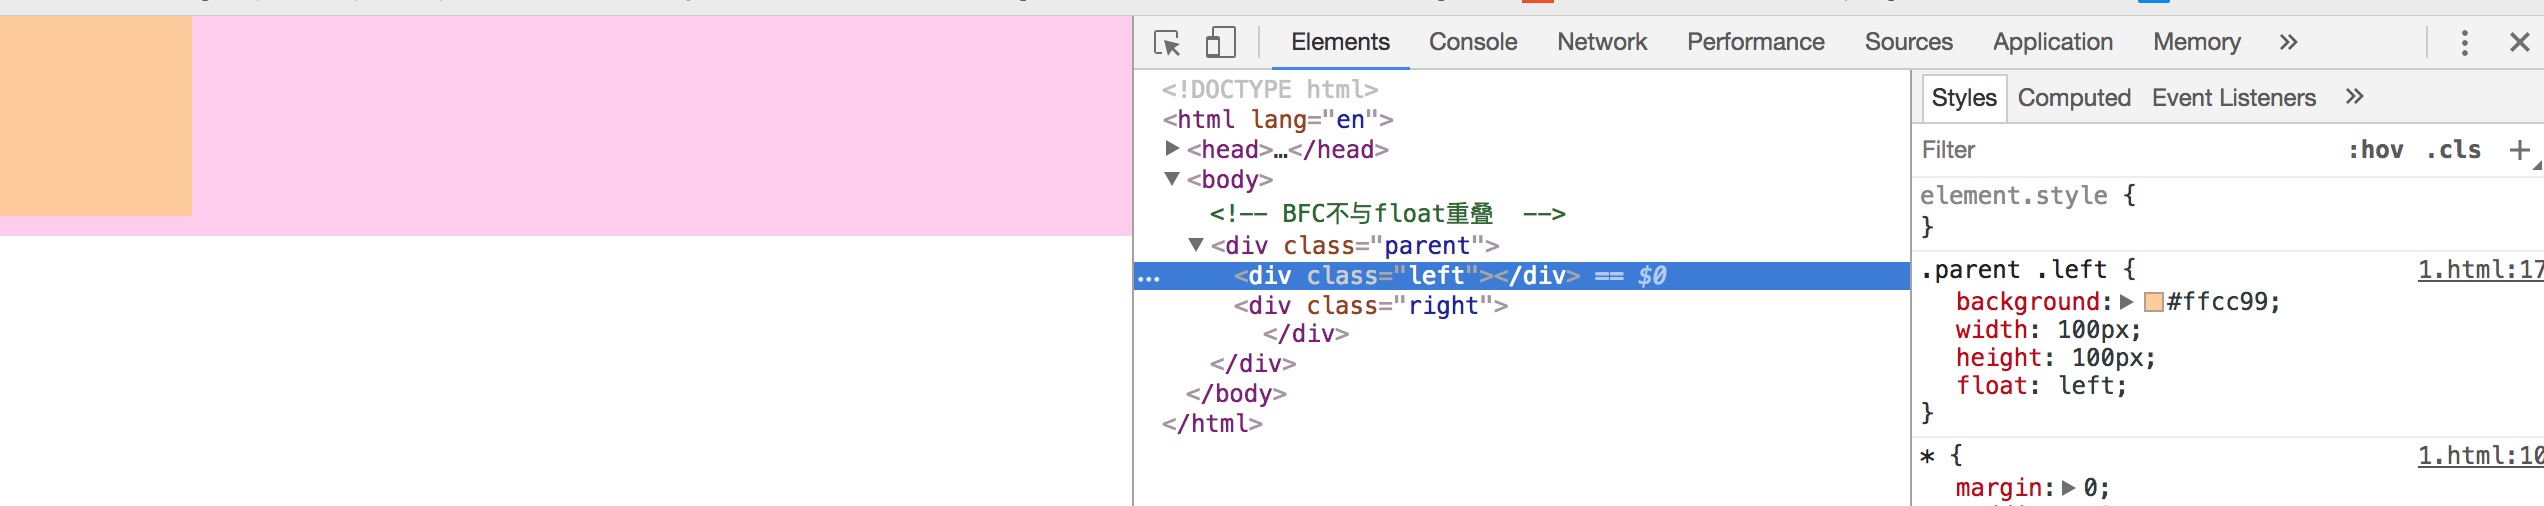 Elements Console Network Performance Sources Application Memory »
<!DOCTYPE html>
<html lang="en">
<head>…</head>
<body>
<!-- BFC不与float重叠 -->
<div class="parent">
… <div class="left"></div> == $0
<div class="right">
</div>
</div>
</body>
</html>
Styles Computed Event Listeners »
Filter :hov .cls +
element.style {
}
.parent .left { 1.html:17
background: #ffcc99;
width: 100px;
height: 100px;
float: left;
}
* { 1.html:10
margin: 0;